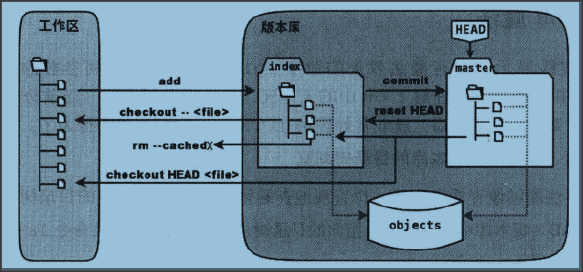 工作区
版本库
HEAD
index
master
add
commit
checkout -- <file>
reset HEAD
rm --cached
checkout HEAD <file>
objects